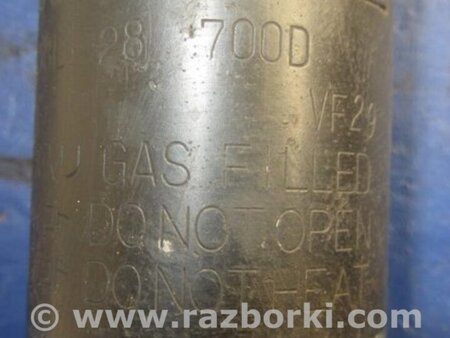 28 700D
VF29
GAS FILLED
DO NOT OPEN
DO NOT HEAT
© www.razborki.com